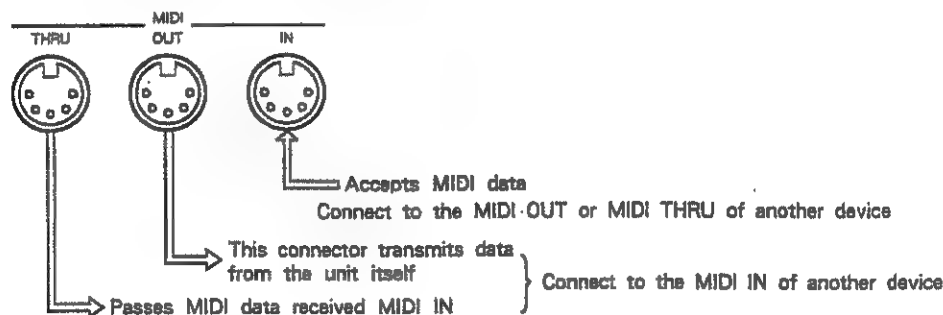 MIDI
THRU OUT IN
Accepts MIDI data
Connect to the MIDI OUT or MIDI THRU of another device
This connector transmits data
from the unit itself
Connect to the MIDI IN of another device
Passes MIDI data received MIDI IN